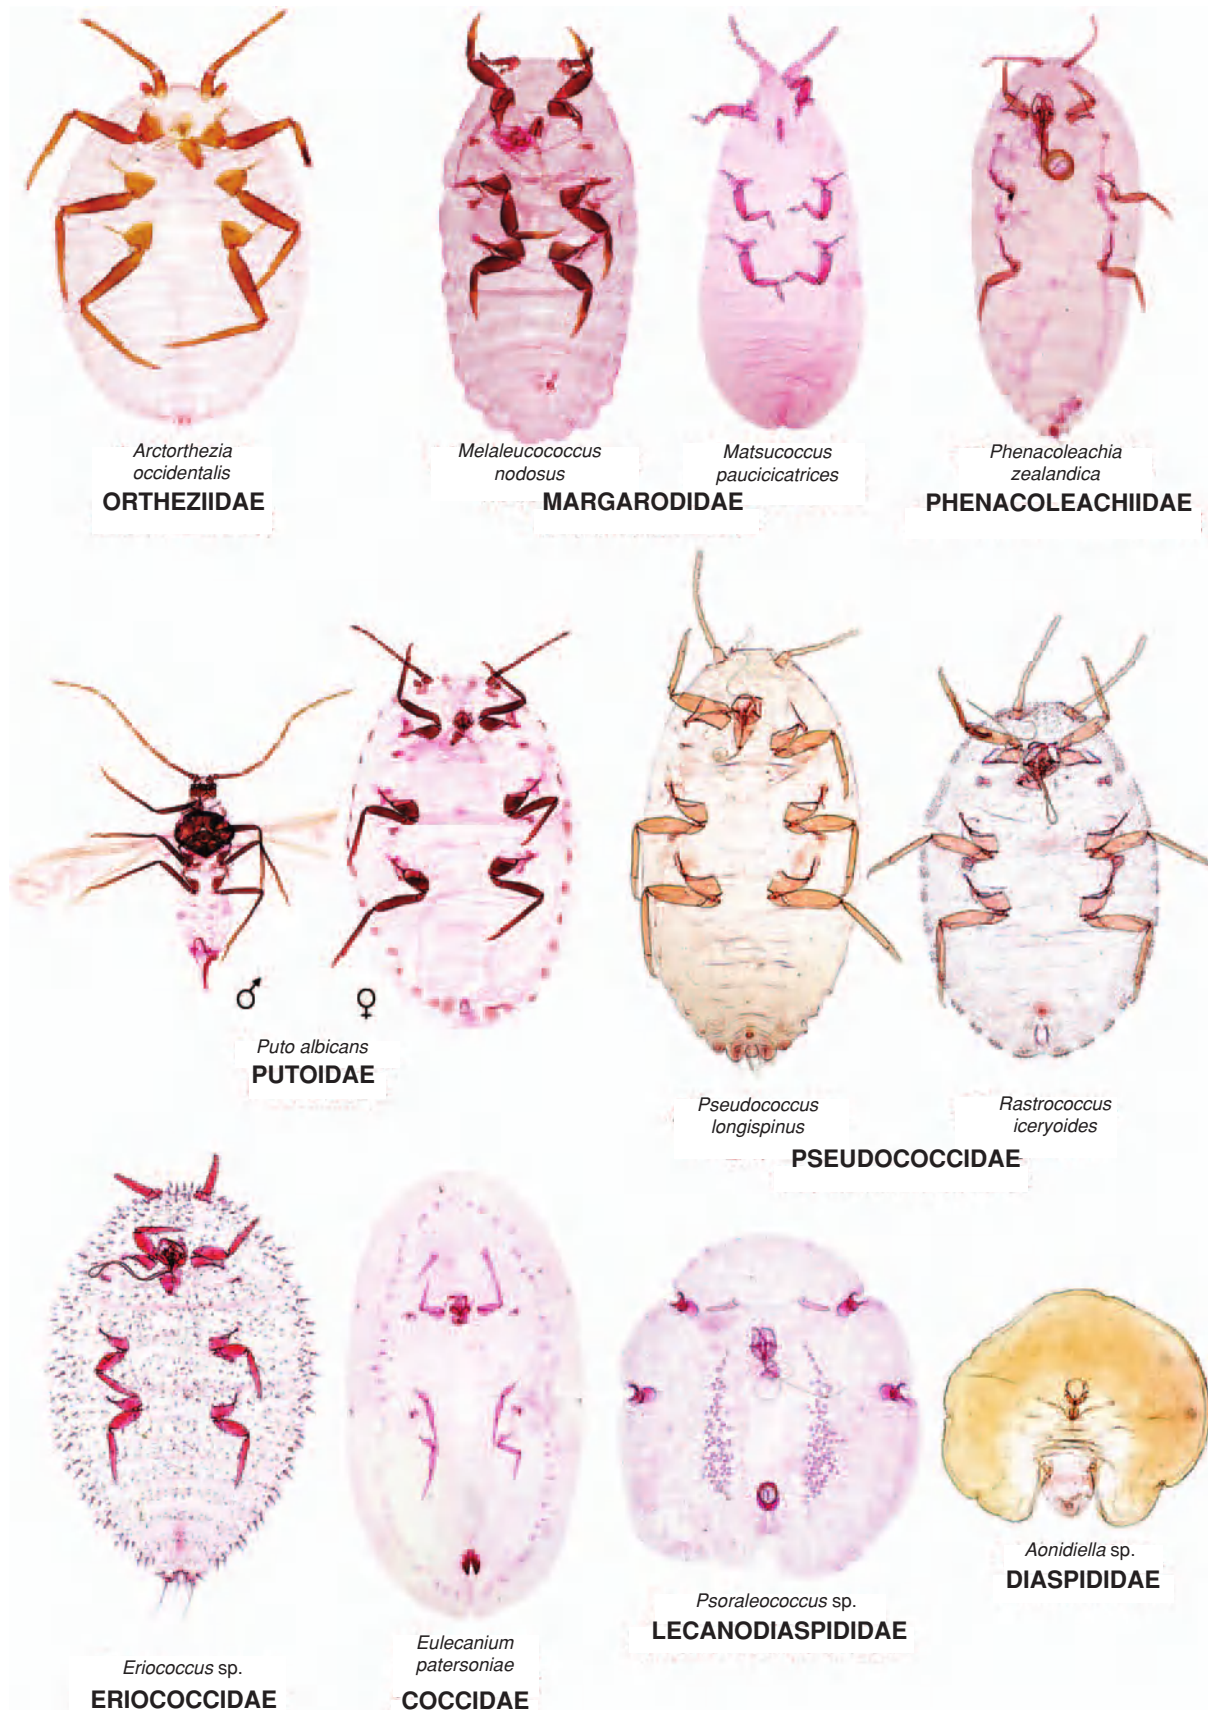 Arctorthezia
occidentalis
ORTHEZIIDAE
Melaleucococcus
nodosus
Matsucoccus
paucicicatrices
MARGARODIDAE
Phenacoleachia
zealandica
PHENACOLEACHIIDAE
♂
♀
Puto albicans
PUTOIDAE
Pseudococcus
longispinus
Rastrococcus
iceryoides
PSEUDOCOCCIDAE
Eriococcus sp.
ERIOCOCCIDAE
Eulecanium
patersoniae
COCCIDAE
Psoraleococcus sp.
LECANODIASPIDIDAE
Aonidiella sp.
DIASPIDIDAE